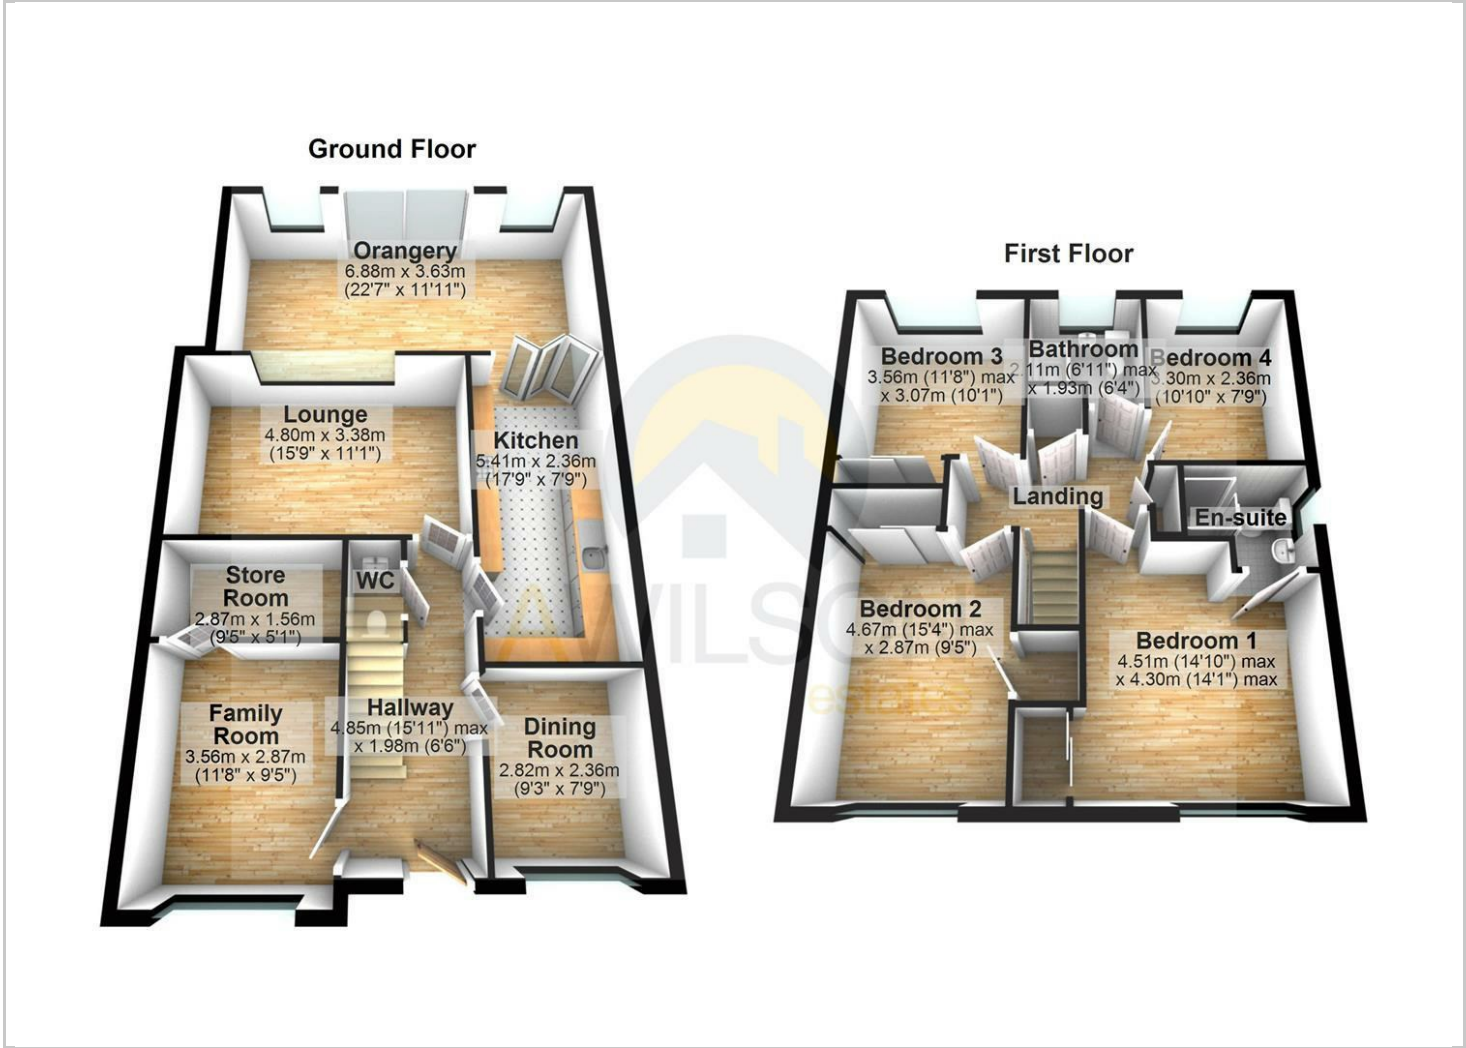 Ground Floor
Orangery
6.88m x 3.63m
(22'7" x 11'11")
Lounge
4.80m x 3.38m
(15'9" x 11'1")
Kitchen
5.41m x 2.36m
(17'9" x 7'9")
Store
Room
2.87m x 1.56m
(9'5" x 5'1")
WC
Family
Room
3.56m x 2.87m
(11'8" x 9'5")
Hallway
4.85m (15'11") max
x 1.98m (6'6")
Dining
Room
2.82m x 2.36m
(9'3" x 7'9")
First Floor
Bedroom 3
3.56m (11'8") max
x 3.07m (10'1")
Bathroom
2.11m (6'11") max
x 1.93m (6'4")
Bedroom 4
3.30m x 2.36m
(10'10" x 7'9")
Landing
En-suite
Bedroom 2
4.67m (15'4") max
x 2.87m (9'5")
Bedroom 1
4.51m (14'10") max
x 4.30m (14'1") max
AWILSON
estates